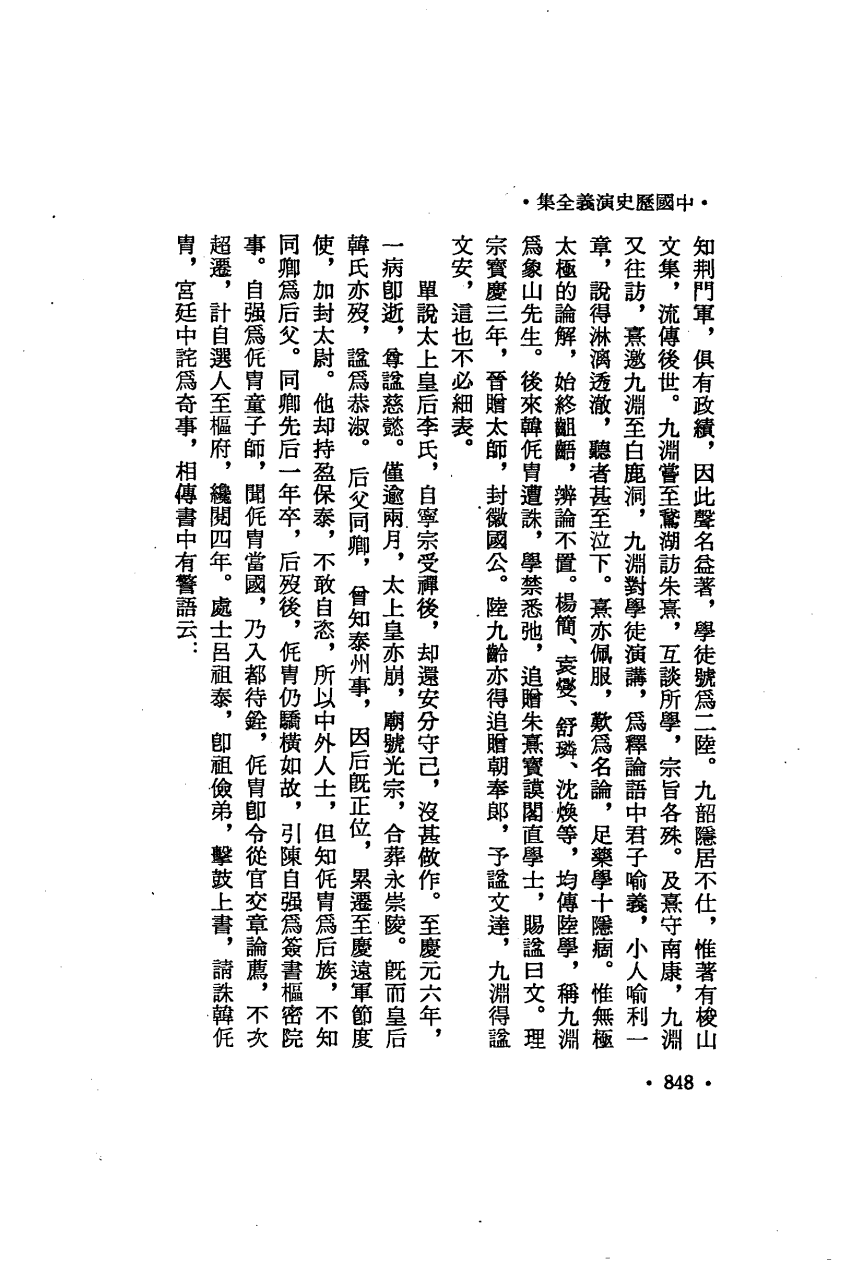 •中國歷史演義全集•
知荆門軍，俱有政績，因此聲名益著，學徒號爲二陸。九韶隱居不仕，惟著有梭山
文集，流傳後世。九淵嘗至鵞湖訪朱熹，互談所學，宗旨各殊。及熹守南康，九淵
又往訪，熹邀九淵至白鹿洞，九淵對學徒演講，爲釋論語中君子喻義，小人喻利一
章，說得淋漓透澈，聽者甚至泣下。熹亦佩服，歎爲名論，足藥學十隱痼。惟無極
太極的論解，始終齟齬，辨論不置。楊簡、袁燮、舒璘、沈煥等，均傳陸學，稱九淵
爲象山先生。後來韓侂胄遭誅，學禁悉弛，追贈朱熹寶謨閣直學士，賜諡曰文。理
宗寶慶三年，晉贈太師，封徽國公。陸九齡亦得追贈朝奉郎，予諡文達，九淵得諡
文安，這也不必細表。
單說太上皇后李氏，自寧宗受禪後，却還安分守己，沒甚做作。至慶元六年，
一病卽逝，尊諡慈懿。僅逾兩月，太上皇亦崩，廟號光宗，合葬永崇陵。旣而皇后
韓氏亦歿，諡爲恭淑。后父同卿，曾知泰州事，因后旣正位，累遷至慶遠軍節度
使，加封太尉。他却持盈保泰，不敢自恣，所以中外人士，但知侂胄爲后族，不知
同卿爲后父。同卿先后一年卒，后歿後，侂胄仍驕橫如故，引陳自强爲簽書樞密院
事。自强爲侂胄童子師，聞侂胄當國，乃入都待銓，侂胄卽令從官交章論薦，不次
超遷，計自選人至樞府，纔閱四年。處士呂祖泰，卽祖儉弟，擊鼓上書，請誅韓侂
胄，宮廷中詫爲奇事，相傳書中有警語云：
•848•